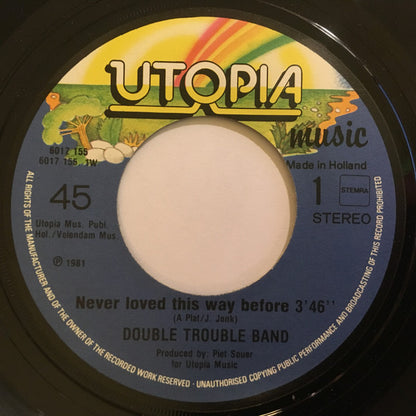 UTOPIA
music
6017 155
6017 155 1W
Made in Holland
45
1
STEMRA
STEREO
Utopia Mus. Publ.
Hol./Volendam Mus.
℗ 1981
Never loved this way before 3'46''
(A Plat/J. Jonk)
DOUBLE TROUBLE BAND
Produced by: Piet Souer for
Utopia Music
ALL RIGHTS OF THE MANUFACTURER AND OF THE OWNER OF THE RECORDED WORK RESERVED · UNAUTHORISED COPYING PUBLIC PERFORMANCE AND BROADCASTING OF THIS RECORD PROHIBITED